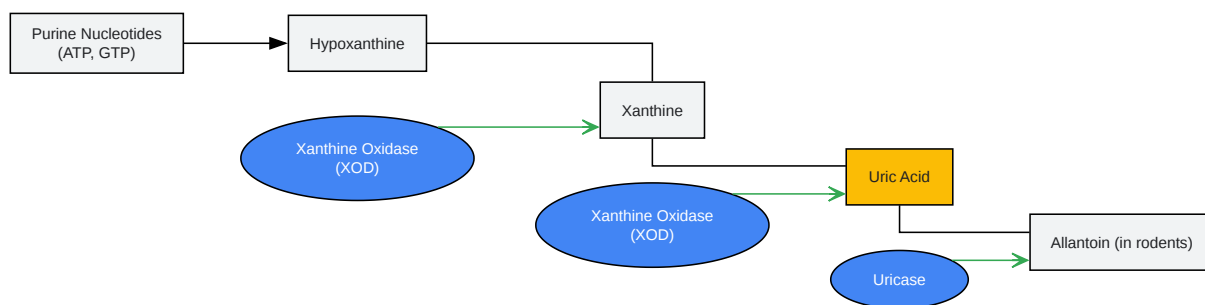 Purine Nucleotides
(ATP, GTP)
Hypoxanthine
Xanthine
Xanthine Oxidase
(XOD)
Uric Acid
Xanthine Oxidase
(XOD)
Allantoin (in rodents)
Uricase